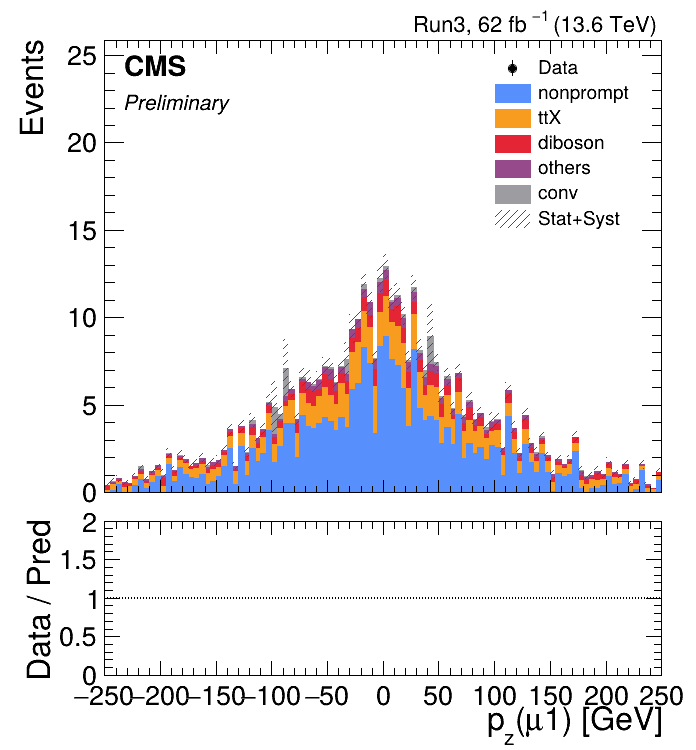 Run3, 62 fb⁻¹ (13.6 TeV)
CMS
Preliminary
Data
nonprompt
ttX
diboson
others
conv
Stat+Syst
Events
25
20
15
10
5
0
Data / Pred
2
1.5
1
0.5
0
−250 −200 −150 −100 −50 0 50 100 150 200 250
p_z(μ1) [GeV]